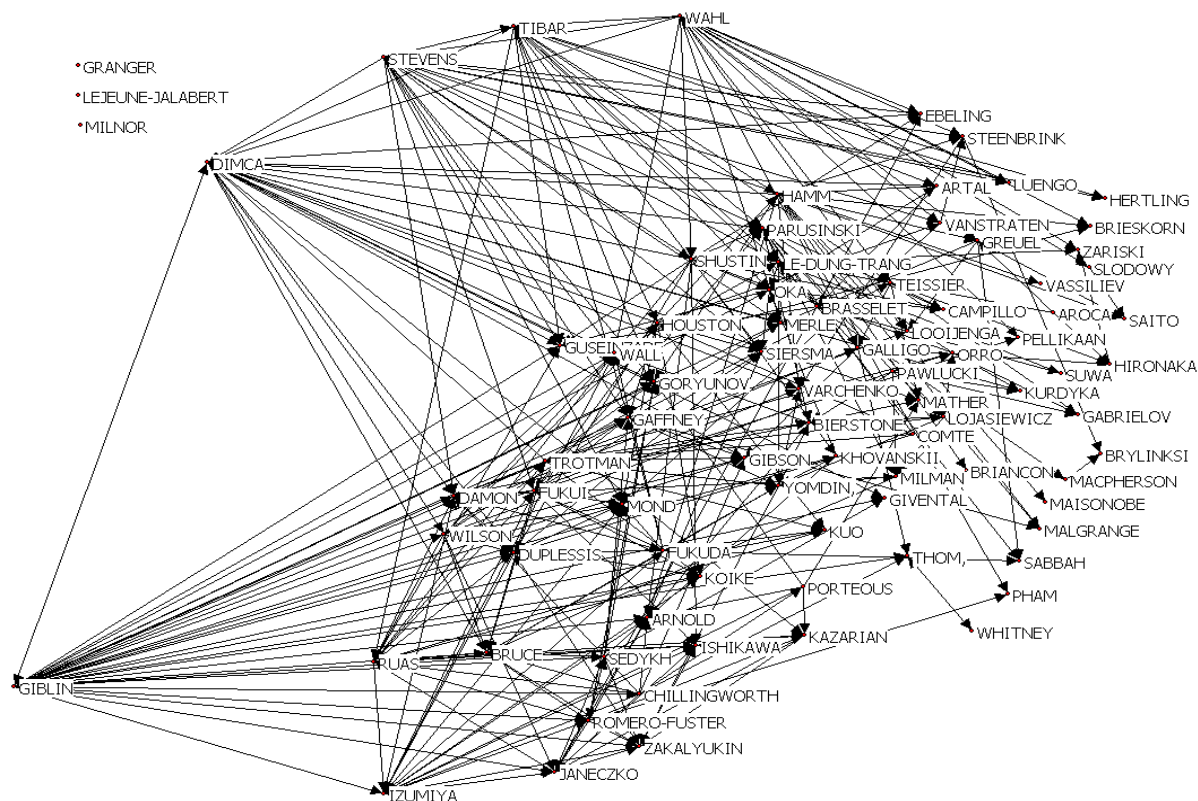 WAHL
TIBAR
STEVENS
GRANGER
LEJEUNE-JALABERT
MILNOR
EBELING
STEENBRINK
DIMCA
LUENGO
ARTAL
HAMM
HERTLING
VANSTRATEN
BRIESKORN
PARUSINSKI
GREUEL
ZARISKI
SHUSTIN
LE-DUNG-TRANG
SLODOWY
TEISSIER
VASSILIEV
OKA
BRASSELET
CAMPILLO
AROCA
SAITO
HOUSTON
MERLE
LOOIJENGA
PELLIKAAN
GUSEIN
WALL
SIERSMA
GALLIGO
ORRO
HIRONAKA
PAWLUCKI
SUWA
GORYUNOV
VARCHENKO
KURDYKA
MATHER
GAFFNEY
BIERSTONE
LOJASIEWICZ
GABRIELOV
COMTE
TROTMAN
GIBSON
KHOVANSKII
BRYLINKSI
BRIANCON
MILMAN
MACPHERSON
DAMON
FUKUI
MOND
YOMDIN,
GIVENTAL
MAISONOBE
WILSON
KUO
MALGRANGE
DUPLESSIS
FUKUDA
THOM,
SABBAH
KOIKE
PORTEOUS
PHAM
ARNOLD
WHITNEY
KAZARIAN
ISHIKAWA
BRUCE
SEDYKH
RUAS
GIBLIN
CHILLINGWORTH
ROMERO-FUSTER
ZAKALYUKIN
JANECZKO
IZUMIYA